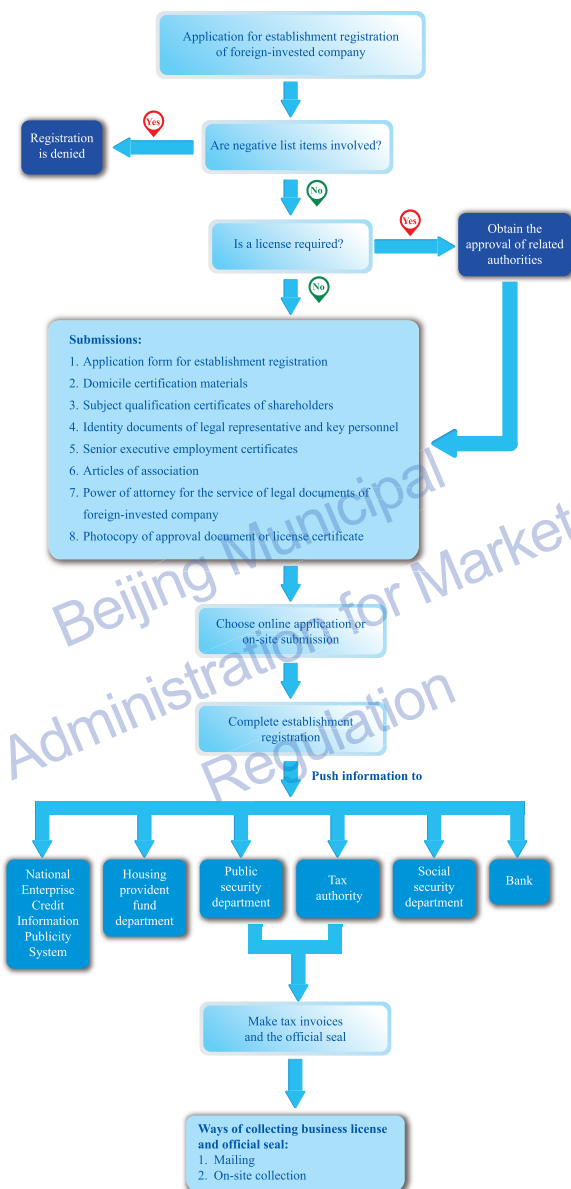 Application for establishment registration
of foreign-invested company
Yes
Registration
is denied
Are negative list items involved?
No
Is a license required?
Yes
Obtain the
approval of related
authorities
No
Submissions:
1. Application form for establishment registration
2. Domicile certification materials
3. Subject qualification certificates of shareholders
4. Identity documents of legal representative and key personnel
5. Senior executive employment certificates
6. Articles of association
7. Power of attorney for the service of legal documents of
foreign-invested company
8. Photocopy of approval document or license certificate
Choose online application or
on-site submission
Complete establishment
registration
Push information to
National
Enterprise
Credit
Information
Publicity
System
Housing
provident
fund
department
Public
security
department
Tax
authority
Social
security
department
Bank
Make tax invoices
and the official seal
Ways of collecting business license
and official seal:
1. Mailing
2. On-site collection
Beijing Municipal
Administration for Market
Regulation